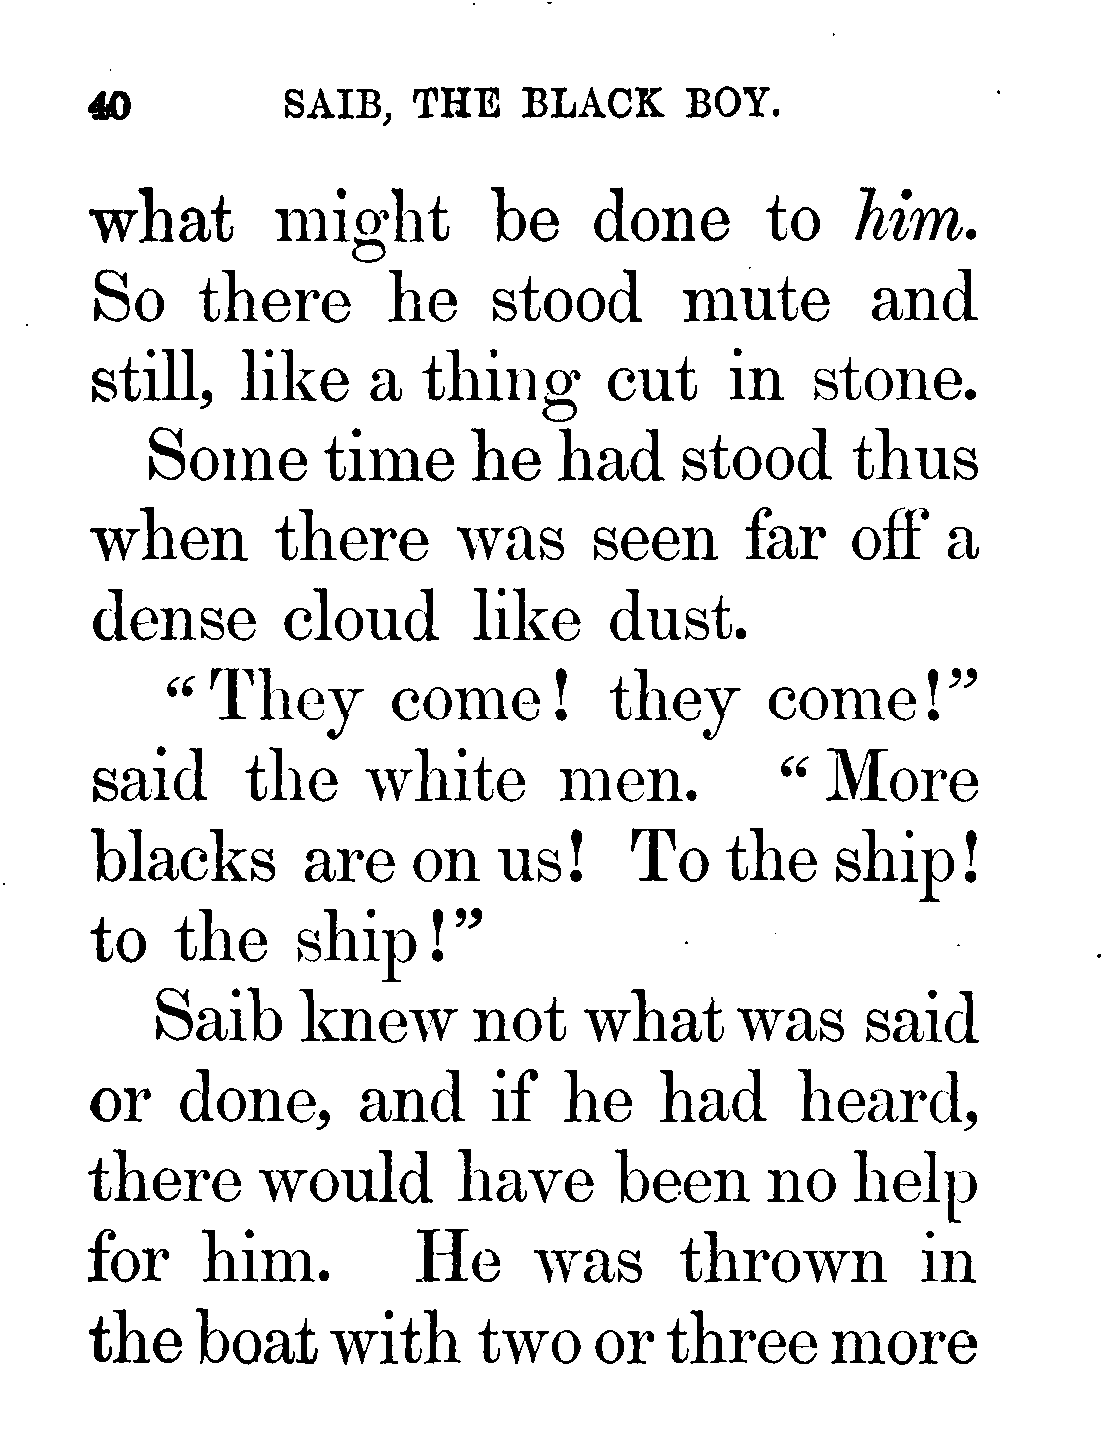 40 SAIB, THE BLACK BOY.
what might be done to him.
So there he stood mute and
still, like a thing cut in stone.
Some time he had stood thus
when there was seen far off a
dense cloud like dust.
“They come! they come!”
said the white men. “More
blacks are on us! To the ship!
to the ship!”
Saib knew not what was said
or done, and if he had heard,
there would have been no help
for him. He was thrown in
the boat with two or three more